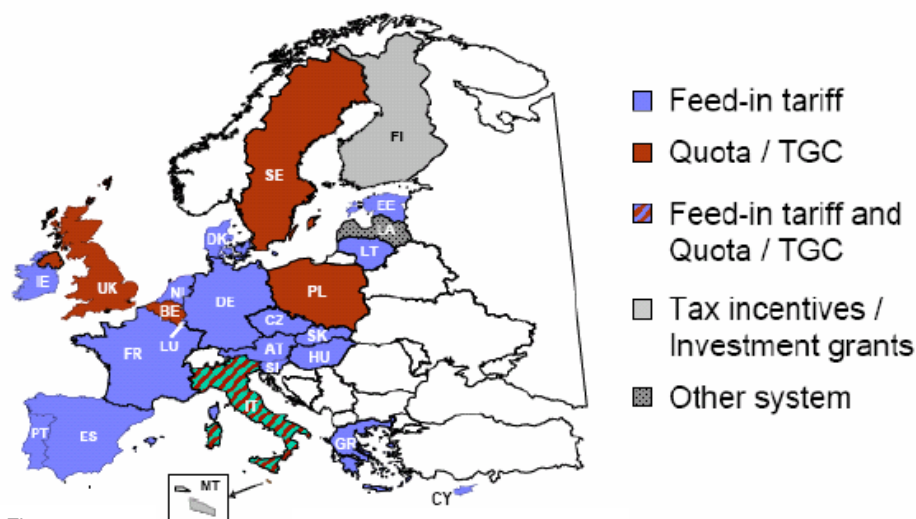 FI
SE
EE
LA
LT
DK
IE
UK
NL
BE
DE
PL
LU
CZ
SK
FR
AT
HU
SI
IT
PT
ES
GR
MT
CY
Feed-in tariff
Quota / TGC
Feed-in tariff and
Quota / TGC
Tax incentives /
Investment grants
Other system